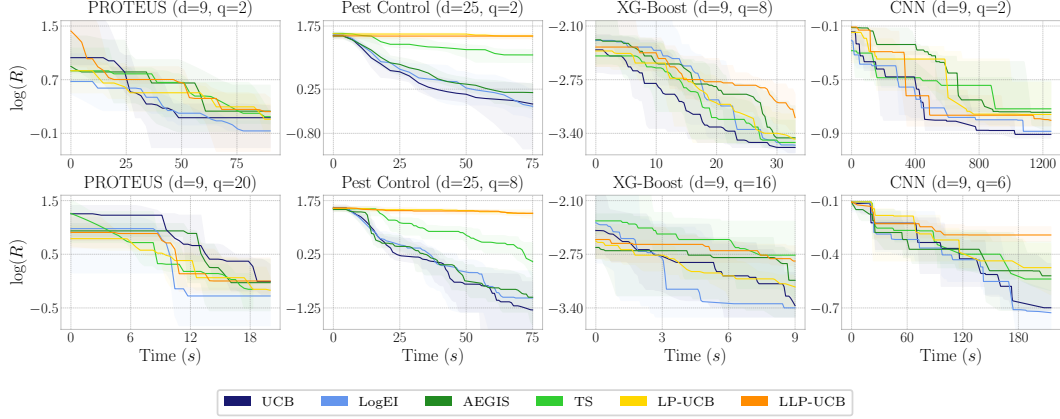 PROTEUS (d=9, q=2)
Pest Control (d=25, q=2)
XG-Boost (d=9, q=8)
CNN (d=9, q=2)
log(R)
1.5
0.7
−0.1
0
25
50
75
1.75
0.25
−0.80
0
25
50
75
−2.10
−2.75
−3.40
0
10
20
30
−0.1
−0.5
−0.9
0
400
800
1200
PROTEUS (d=9, q=20)
Pest Control (d=25, q=8)
XG-Boost (d=9, q=16)
CNN (d=9, q=6)
log(R)
1.5
0.5
−0.5
0
6
12
18
1.75
0.25
−1.25
0
25
50
75
−2.10
−2.75
−3.40
0
3
6
9
−0.1
−0.4
−0.7
0
60
120
180
Time (s)
Time (s)
Time (s)
Time (s)
UCB
LogEI
AEGIS
TS
LP-UCB
LLP-UCB